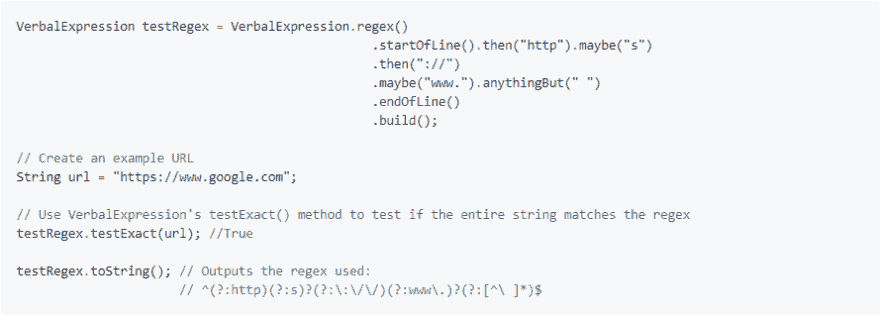 VerbalExpression testRegex = VerbalExpression.regex()
.startOfLine().then("http").maybe("s")
.then("://")
.maybe("www.").anythingBut(" ")
.endOfLine()
.build();
// Create an example URL
String url = "https://www.google.com";
// Use VerbalExpression's testExact() method to test if the entire string matches the regex
testRegex.testExact(url); //True
testRegex.toString(); // Outputs the regex used:
// ^(?:http)(?:s)?(?:\:\/\/)(?:www\.)?(?:[^\ ]*)$